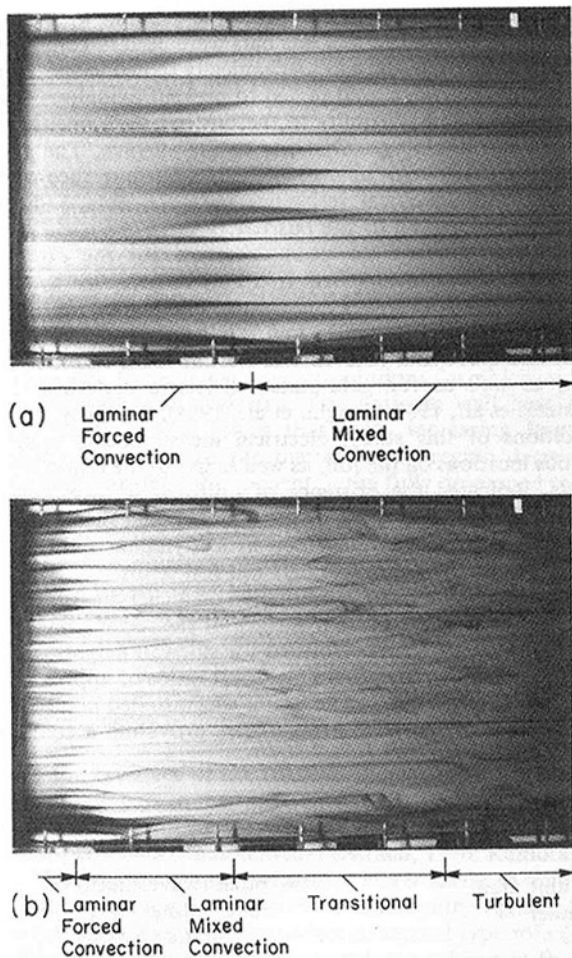 (a)
Laminar
Forced
Convection
Laminar
Mixed
Convection
(b)
Laminar
Forced
Convection
Laminar
Mixed
Convection
Transitional
Turbulent